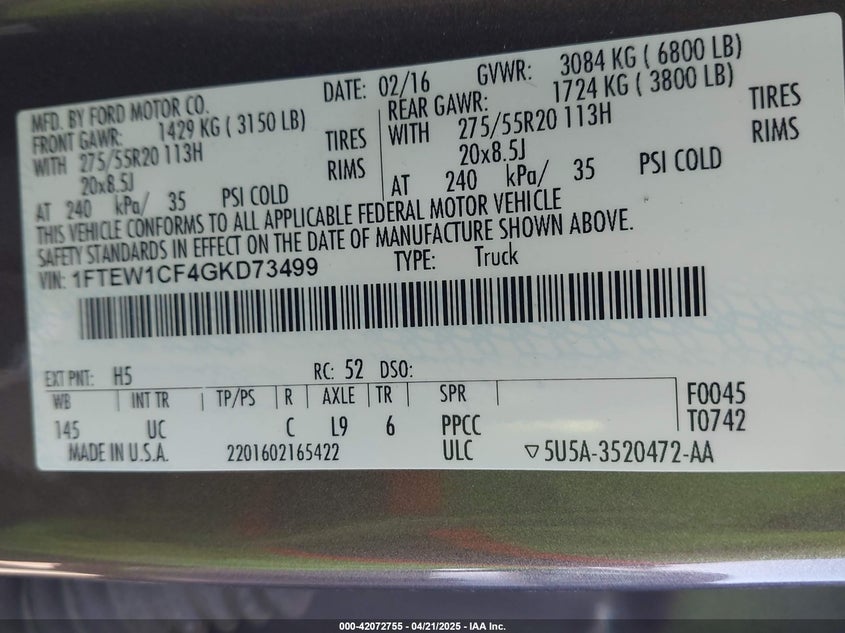 MFD. BY FORD MOTOR CO. DATE: 02/16 GVWR: 3084 KG ( 6800 LB)
FRONT GAWR: 1429 KG ( 3150 LB) REAR GAWR: 1724 KG ( 3800 LB)
WITH 275/55R20 113H TIRES WITH 275/55R20 113H TIRES
20x8.5J RIMS 20x8.5J RIMS
AT 240 kPa/ 35 PSI COLD AT 240 kPa/ 35 PSI COLD
THIS VEHICLE CONFORMS TO ALL APPLICABLE FEDERAL MOTOR VEHICLE
SAFETY STANDARDS IN EFFECT ON THE DATE OF MANUFACTURE SHOWN ABOVE.
VIN: 1FTEW1CF4GKD73499 TYPE: Truck
EXT PNT: H5 RC: 52 DSO:
WB INT TR TP/PS R AXLE TR SPR F0045
145 UC C L9 6 PPCC T0742
MADE IN U.S.A. 2201602165422 ULC ▽5U5A-3520472-AA
000-42072755 - 04/21/2025 - IAA Inc.